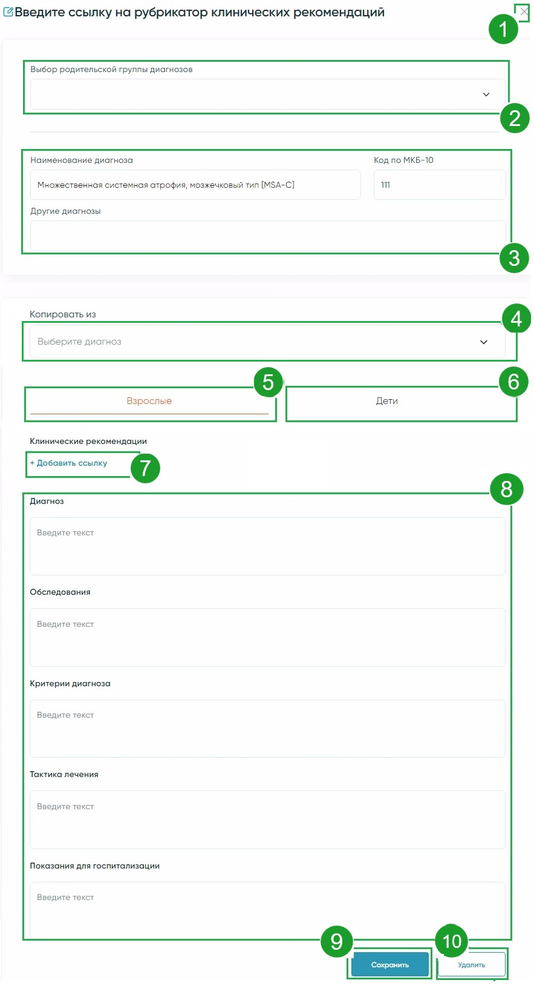 Введите ссылку на рубрикатор клинических рекомендаций
1
Выбор родительской группы диагнозов
2
Наименование диагноза Код по МКБ-10
Множественная системная атрофия, мозжечковый тип [MSA-C] 111
Другие диагнозы
3
Копировать из
4
Выберите диагноз
5 6
Взрослые Дети
Клинические рекомендации
+ Добавить ссылку
7
8
Диагноз
Введите текст
Обследования
Введите текст
Критерии диагноза
Введите текст
Тактика лечения
Введите текст
Показания для госпитализации
Введите текст
9 10
Сохранить Удалить